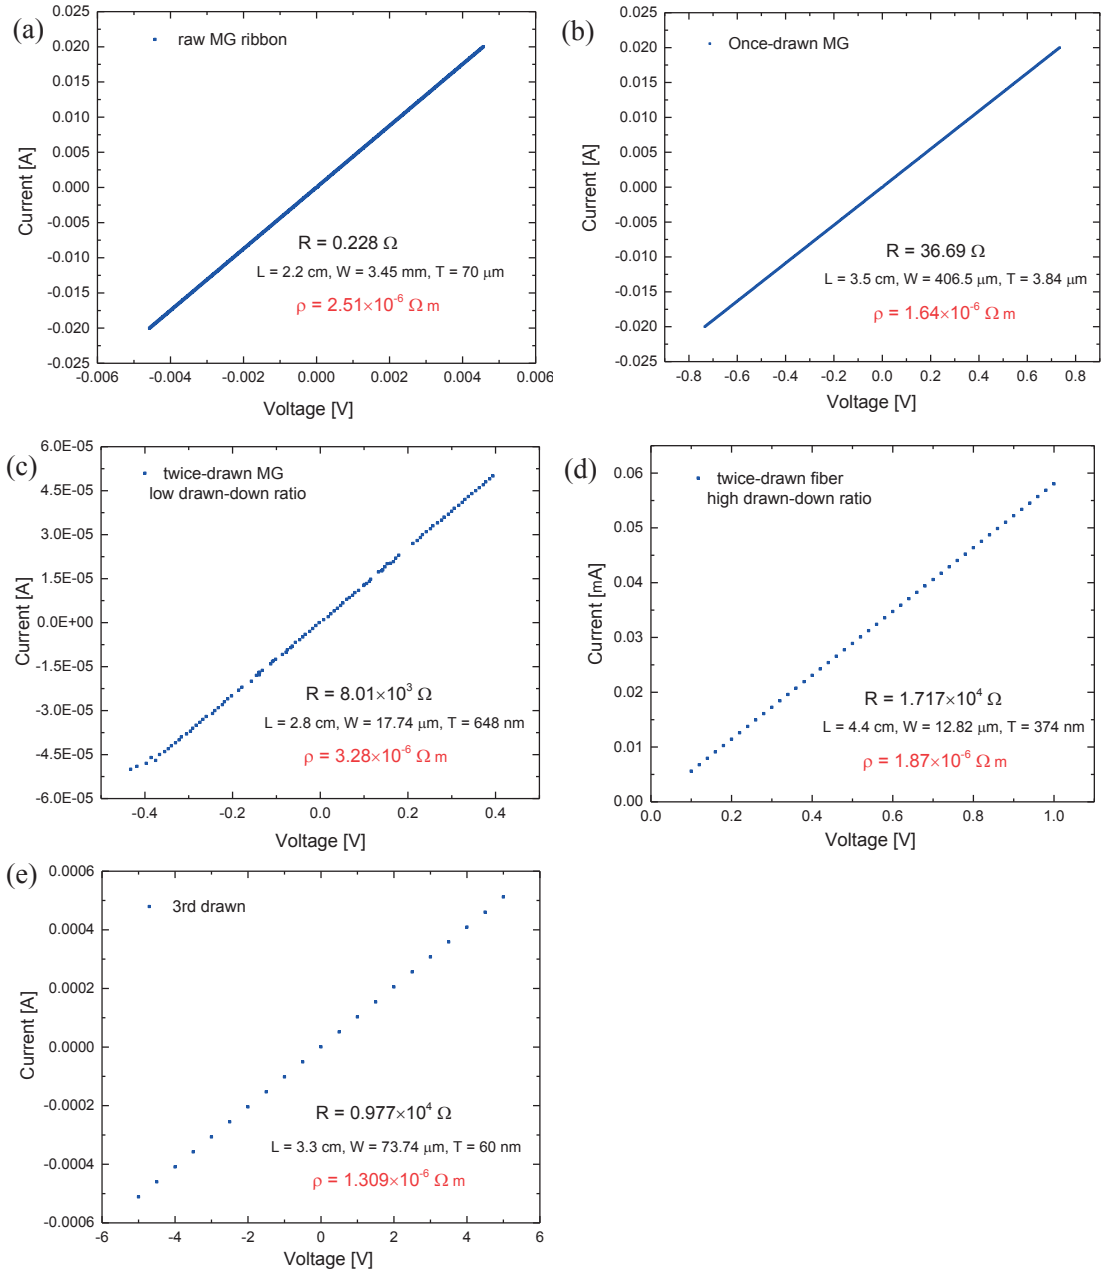 (a)
raw MG ribbon
0.025
0.020
0.015
0.010
0.005
0.000
-0.005
-0.010
-0.015
-0.020
-0.025
Current [A]
R = 0.228 Ω
L = 2.2 cm, W = 3.45 mm, T = 70 μm
ρ = 2.51×10⁻⁶ Ω m
-0.006 -0.004 -0.002 0.000 0.002 0.004 0.006
Voltage [V]
(b)
Once-drawn MG
0.025
0.020
0.015
0.010
0.005
0.000
-0.005
-0.010
-0.015
-0.020
-0.025
Current [A]
R = 36.69 Ω
L = 3.5 cm, W = 406.5 μm, T = 3.84 μm
ρ = 1.64×10⁻⁶ Ω m
-0.8 -0.6 -0.4 -0.2 0.0 0.2 0.4 0.6 0.8
Voltage [V]
(c)
twice-drawn MG
low drawn-down ratio
6.0E-05
4.5E-05
3.0E-05
1.5E-05
0.0E+00
-1.5E-05
-3.0E-05
-4.5E-05
-6.0E-05
Current [A]
R = 8.01×10³ Ω
L = 2.8 cm, W = 17.74 μm, T = 648 nm
ρ = 3.28×10⁻⁶ Ω m
-0.4 -0.2 0.0 0.2 0.4
Voltage [V]
(d)
twice-drawn fiber
high drawn-down ratio
0.06
0.05
0.04
0.03
0.02
0.01
0.00
Current [mA]
R = 1.717×10⁴ Ω
L = 4.4 cm, W = 12.82 μm, T = 374 nm
ρ = 1.87×10⁻⁶ Ω m
0.0 0.2 0.4 0.6 0.8 1.0
Voltage [V]
(e)
3rd drawn
0.0006
0.0004
0.0002
0.0000
-0.0002
-0.0004
-0.0006
Current [A]
R = 0.977×10⁴ Ω
L = 3.3 cm, W = 73.74 μm, T = 60 nm
ρ = 1.309×10⁻⁶ Ω m
-6 -4 -2 0 2 4 6
Voltage [V]